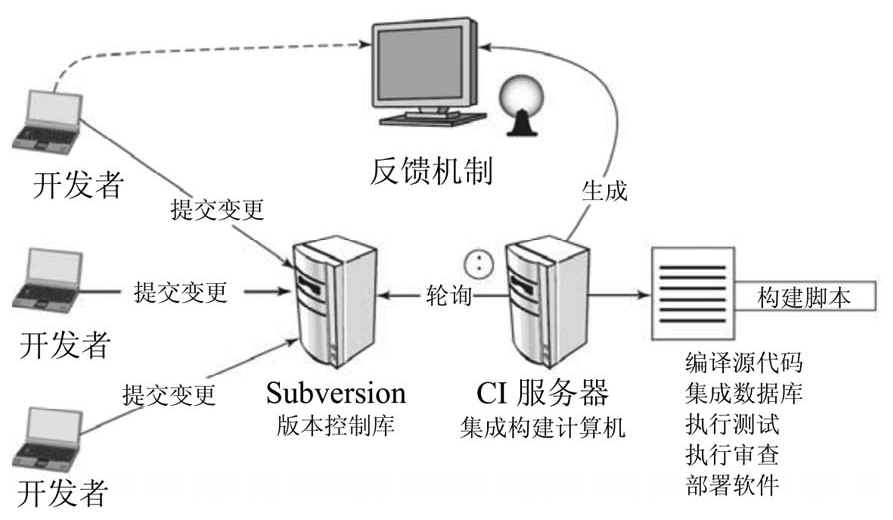 反馈机制
开发者
提交变更
生成
开发者
提交变更
轮询
构建脚本
开发者
提交变更
Subversion
版本控制库
CI 服务器
集成构建计算机
编译源代码
集成数据库
执行测试
执行审查
部署软件